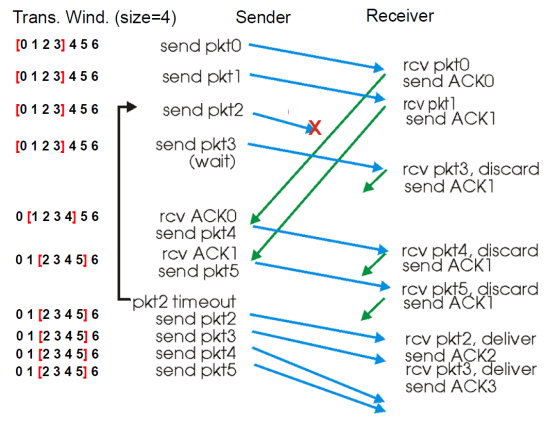 Trans. Wind. (size=4) Sender Receiver
[0 1 2 3] 4 5 6 send pkt0
rcv pkt0
[0 1 2 3] 4 5 6 send pkt1 send ACK0
rcv pkt1
[0 1 2 3] 4 5 6 send pkt2 send ACK1
X
[0 1 2 3] 4 5 6 send pkt3
(wait)
rcv pkt3, discard
send ACK1
rcv ACK0
0 [1 2 3 4] 5 6 send pkt4
rcv ACK1 rcv pkt4, discard
0 1 [2 3 4 5] 6 send pkt5 send ACK1
rcv pkt5, discard
pkt2 timeout send ACK1
0 1 [2 3 4 5] 6 send pkt2
0 1 [2 3 4 5] 6 send pkt3 rcv pkt2, deliver
0 1 [2 3 4 5] 6 send pkt4 send ACK2
0 1 [2 3 4 5] 6 send pkt5 rcv pkt3, deliver
send ACK3